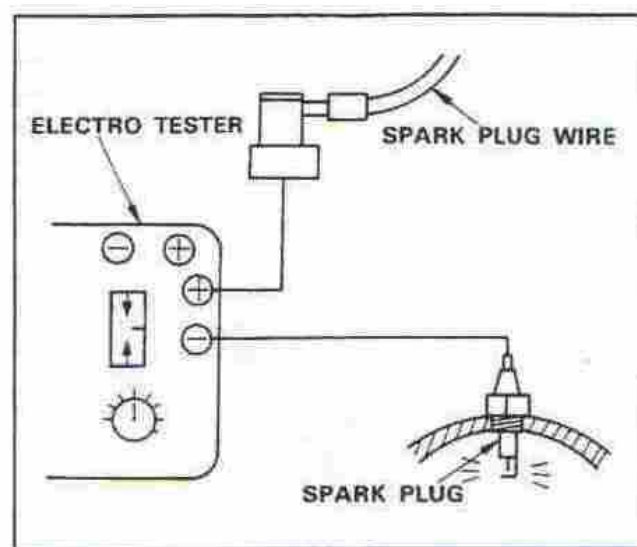 ELECTRO TESTER
SPARK PLUG WIRE
− +
+
−
SPARK PLUG